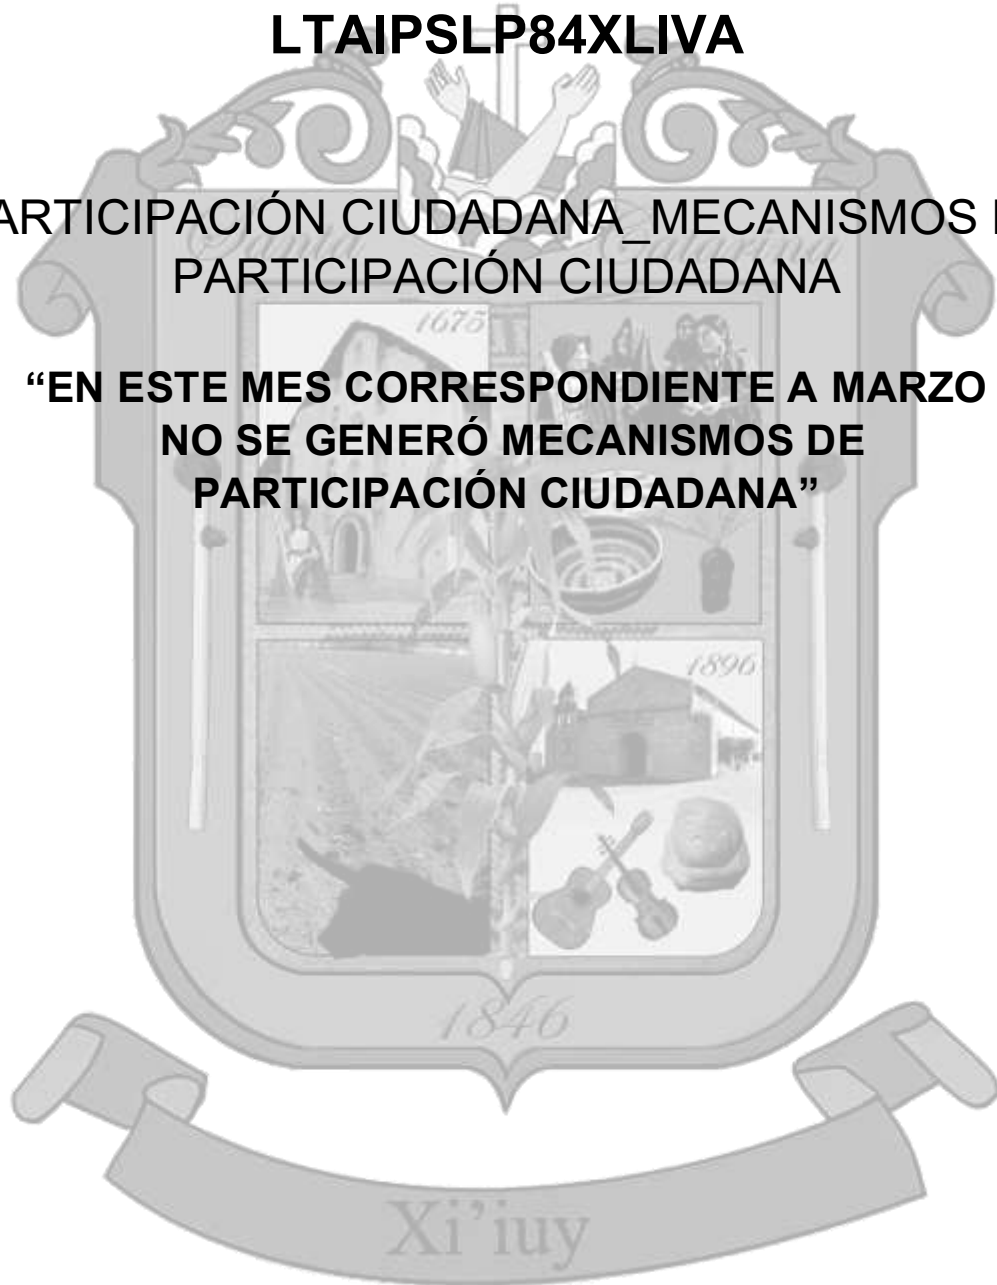 LTAIPSLP84XLIVA
ARTICIPACIÓN CIUDADANA_MECANISMOS
PARTICIPACIÓN CIUDADANA
1675
“EN ESTE MES CORRESPONDIENTE A MARZO
NO SE GENERÓ MECANISMOS DE
PARTICIPACIÓN CIUDADANA”
1896
1846
Xi’iuy